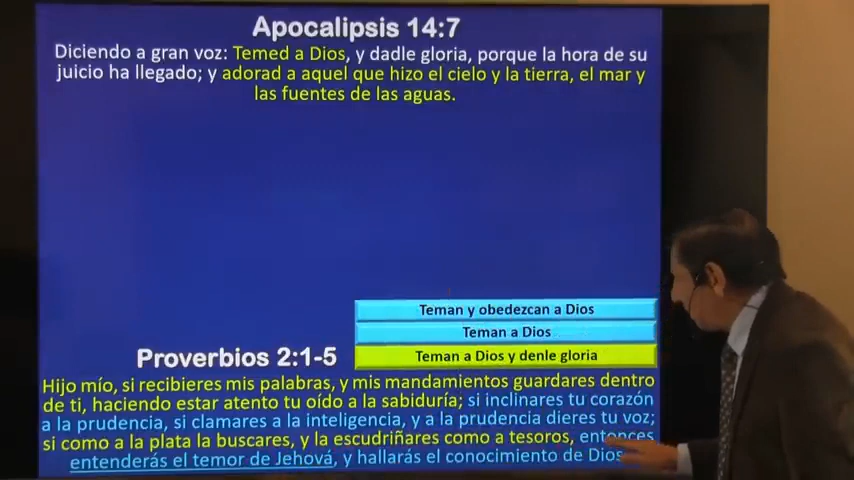 Apocalipsis 14:7
Diciendo a gran voz: Temed a Dios, y dadle gloria, porque la hora de su
juicio ha llegado; y adorad a aquel que hizo el cielo y la tierra, el mar y
las fuentes de las aguas.
Teman y obedezcan a Dios
Teman a Dios
Teman a Dios y denle gloria
Proverbios 2:1-5
Hijo mío, si recibieres mis palabras, y mis mandamientos guardares dentro
de ti, haciendo estar atento tu oído a la sabiduría; si inclinares tu corazón
a la prudencia, si clamares a la inteligencia, y a la prudencia dieres tu voz;
si como a la plata la buscares, y la escudriñares como a tesoros, entonces
entenderás el temor de Jehová, y hallarás el conocimiento de Dios.